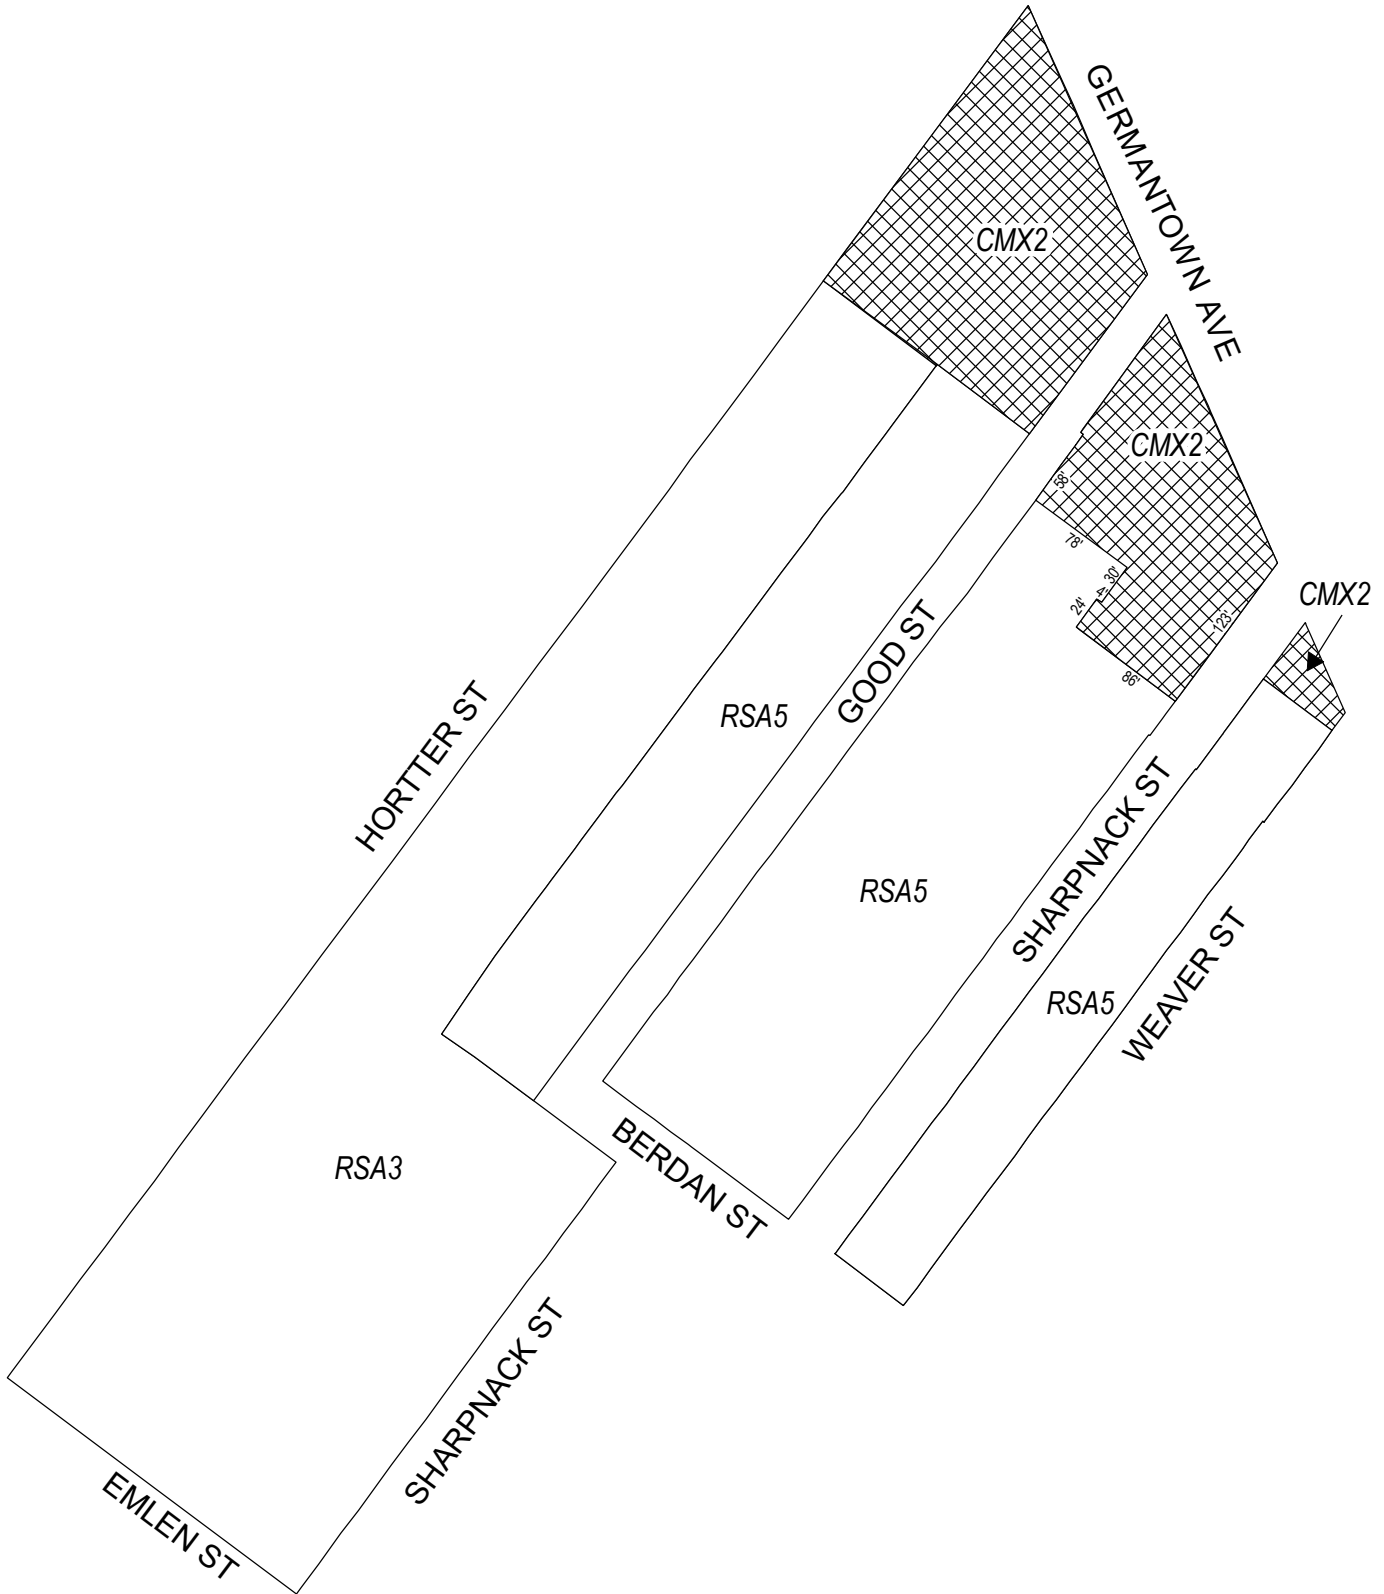 GERMANTOWN AVE
CMX2
CMX2
58'
78'
30'
4'
24'
123'
86'
CMX2
GOOD ST
HORTTER ST
RSA5
RSA5
SHARPNACK ST
RSA5
WEAVER ST
BERDAN ST
RSA3
SHARPNACK ST
EMLEN ST